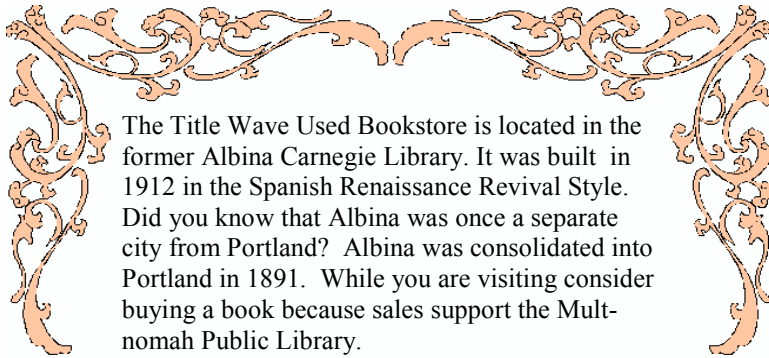 The Title Wave Used Bookstore is located in the
former Albina Carnegie Library. It was built  in
1912 in the Spanish Renaissance Revival Style.
Did you know that Albina was once a separate
city from Portland?  Albina was consolidated into
Portland in 1891.  While you are visiting consider
buying a book because sales support the Mult-
nomah Public Library.